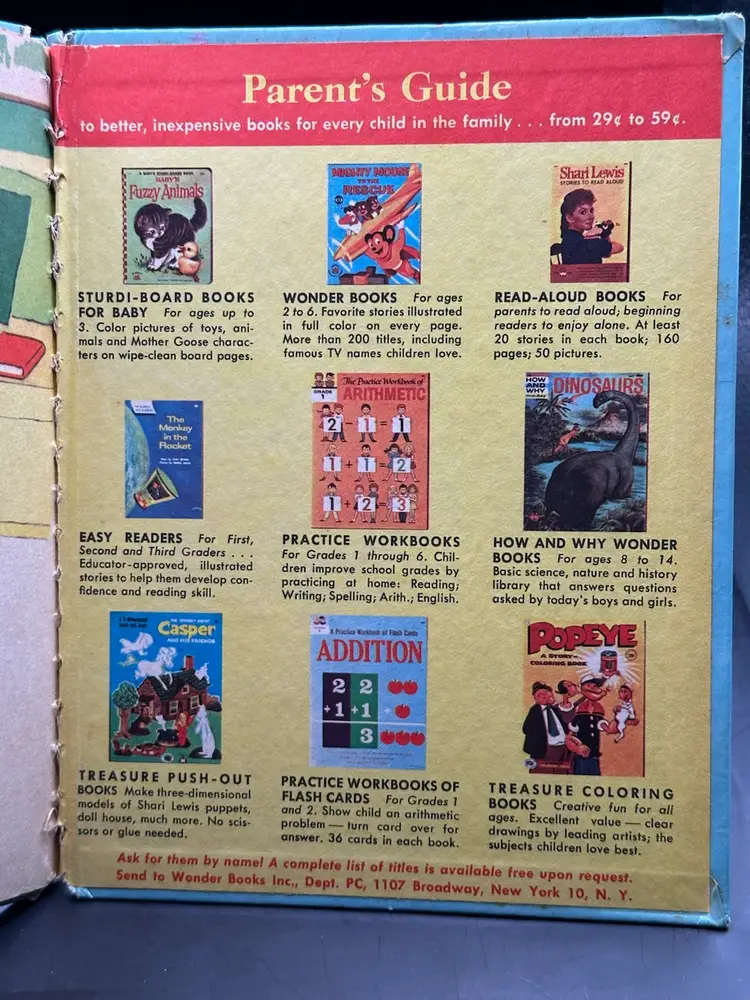 Parent's Guide
to better, inexpensive books for every child in the family . . . from 29¢ to 59¢.
BABY'S
Fuzzy Animals
MIGHTY MOUSE
TO THE
RESCUE
Shari Lewis
STORIES TO READ ALOUD
STURDI-BOARD BOOKS
FOR BABY For ages up to
3. Color pictures of toys, ani-
mals and Mother Goose charac-
ters on wipe-clean board pages.
WONDER BOOKS For ages
2 to 6. Favorite stories illustrated
in full color on every page.
More than 200 titles, including
famous TV names children love.
READ-ALOUD BOOKS For
parents to read aloud; beginning
readers to enjoy alone. At least
20 stories in each book; 160
pages; 50 pictures.
The
Monkey
in the
Rocket
The Practice Workbook of
GRADE 1
ARITHMETIC
2 - 1 = 1
1 + 1 = 2
1 + 2 = 3
HOW
AND
WHY
DINOSAURS
EASY READERS For First,
Second and Third Graders . . .
Educator-approved, illustrated
stories to help them develop con-
fidence and reading skill.
PRACTICE WORKBOOKS
For Grades 1 through 6. Chil-
dren improve school grades by
practicing at home: Reading;
Writing; Spelling; Arith.; English.
HOW AND WHY WONDER
BOOKS For ages 8 to 14.
Basic science, nature and history
library that answers questions
asked by today's boys and girls.
Casper
AND HIS FRIENDS
A Practice Workbook of Flash Cards
ADDITION
2 2
+1 +1 +
3
POPEYE
A STORY-
COLORING BOOK
TREASURE PUSH-OUT
BOOKS Make three-dimensional
models of Shari Lewis puppets,
doll house, much more. No scis-
sors or glue needed.
PRACTICE WORKBOOKS OF
FLASH CARDS For Grades 1
and 2. Show child an arithmetic
problem — turn card over for
answer. 36 cards in each book.
TREASURE COLORING
BOOKS Creative fun for all
ages. Excellent value — clear
drawings by leading artists; the
subjects children love best.
Ask for them by name! A complete list of titles is available free upon request.
Send to Wonder Books Inc., Dept. PC, 1107 Broadway, New York 10, N. Y.